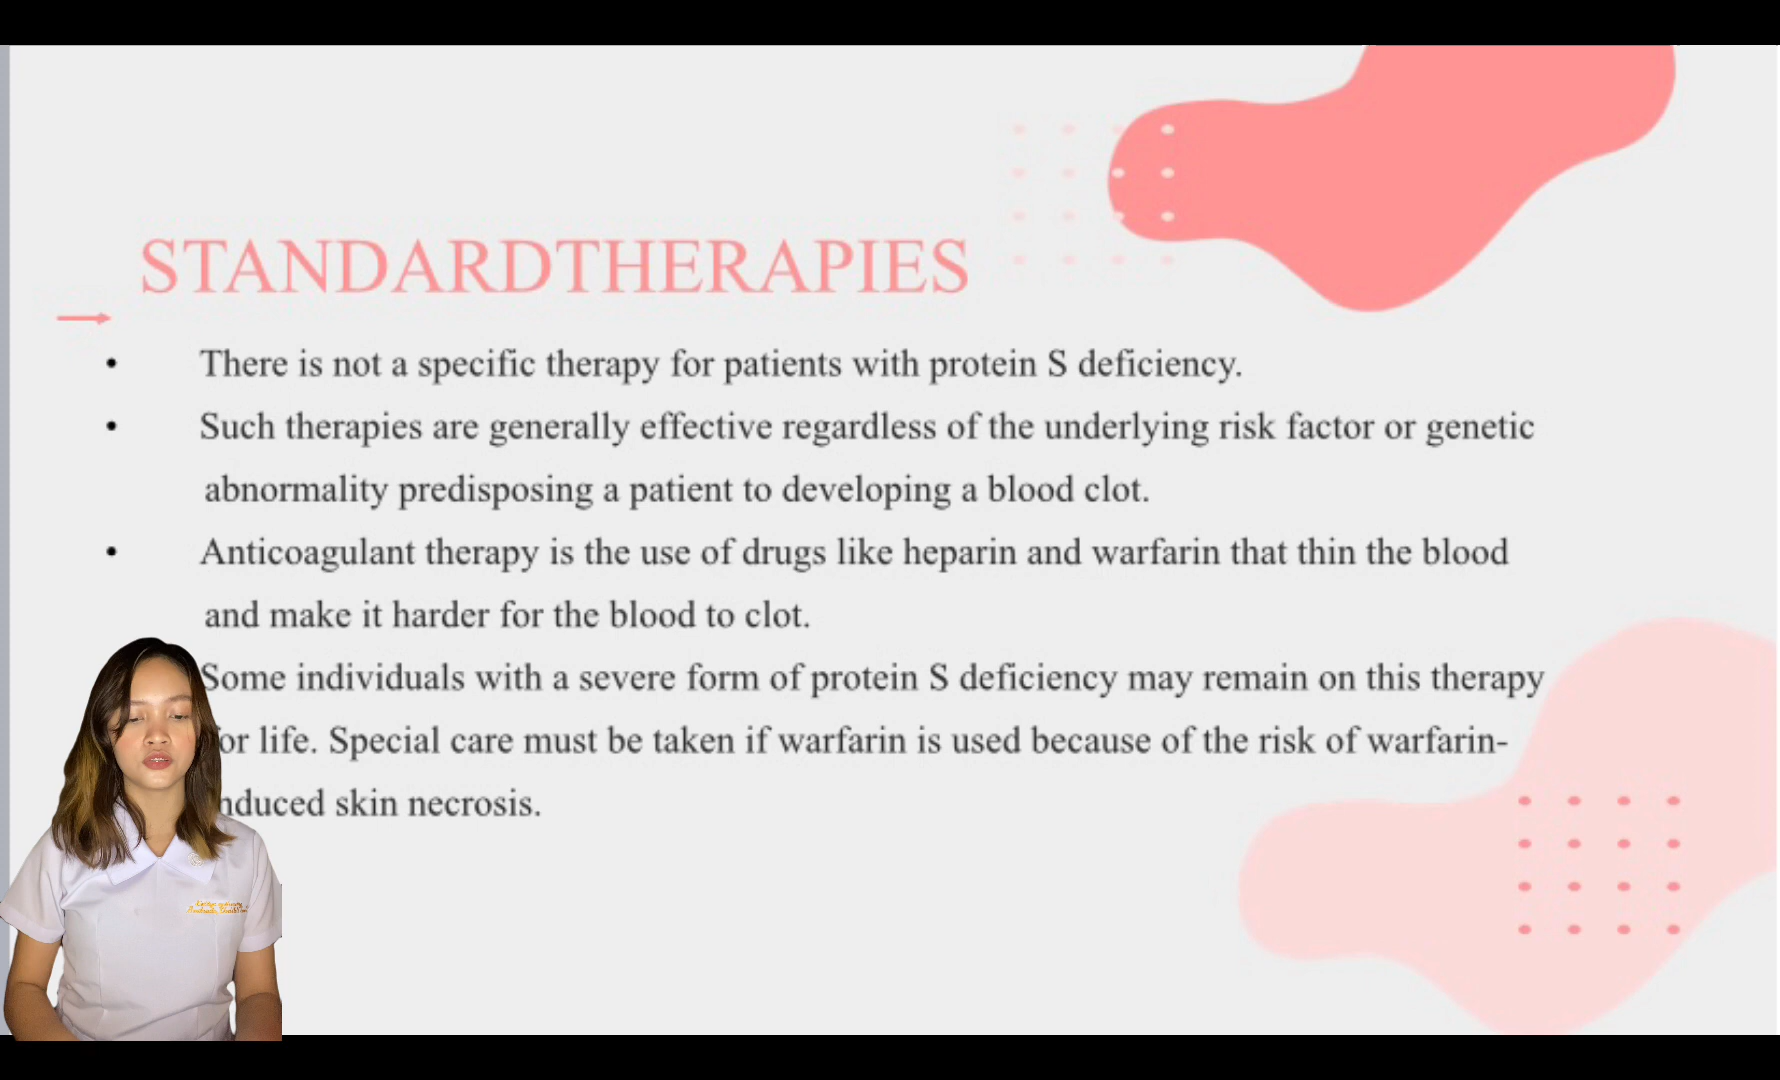 STANDARDTHERAPIES
• There is not a specific therapy for patients with protein S deficiency.
• Such therapies are generally effective regardless of the underlying risk factor or genetic
abnormality predisposing a patient to developing a blood clot.
• Anticoagulant therapy is the use of drugs like heparin and warfarin that thin the blood
and make it harder for the blood to clot.
Some individuals with a severe form of protein S deficiency may remain on this therapy
for life. Special care must be taken if warfarin is used because of the risk of warfarin-
nduced skin necrosis.